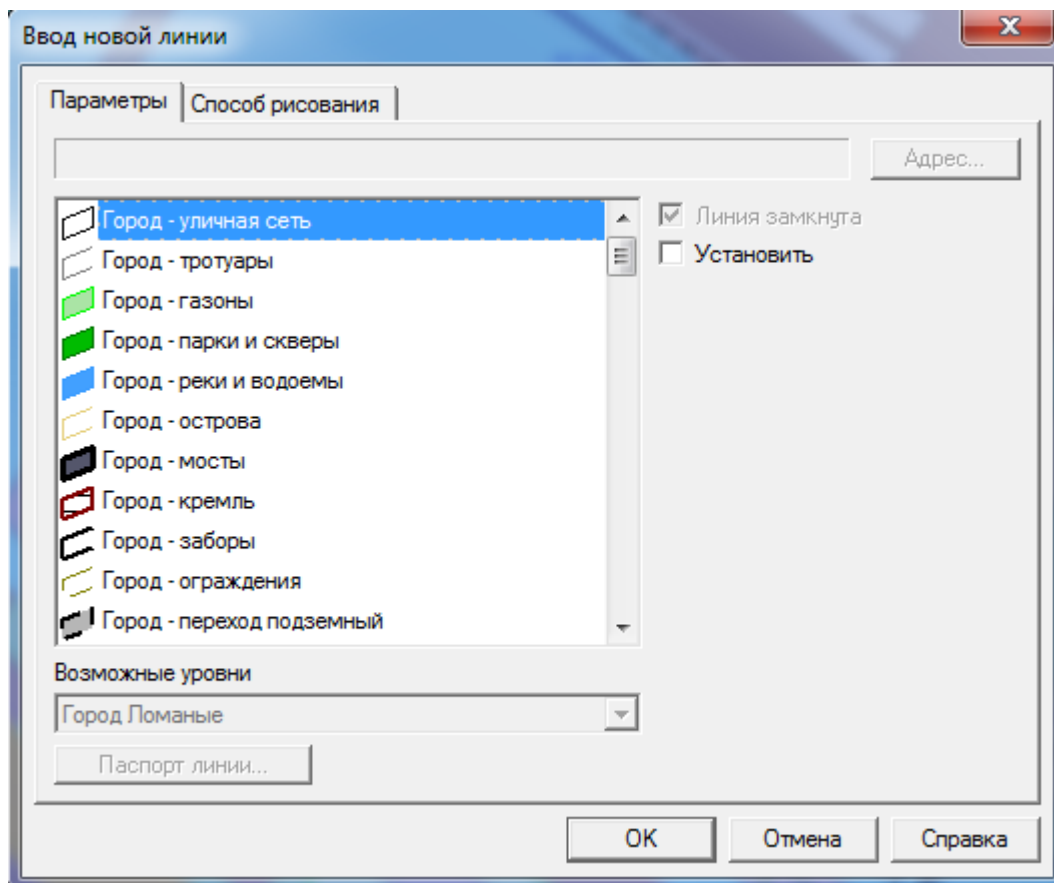 Ввод новой линии
Параметры
Способ рисования
Адрес...
Город - уличная сеть
Линия замкнута
Город - тротуары
Установить
Город - газоны
Город - парки и скверы
Город - реки и водоемы
Город - острова
Город - мосты
Город - кремль
Город - заборы
Город - ограждения
Город - переход подземный
Возможные уровни
Город Ломаные
Паспорт линии...
OK
Отмена
Справка